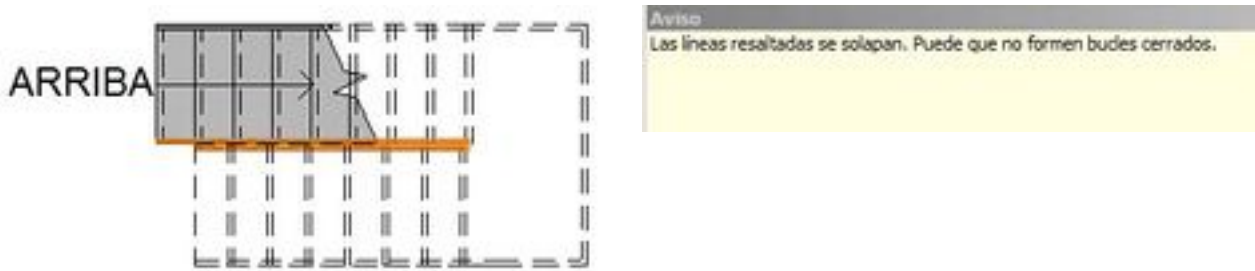 ARRIBA
Aviso
Las líneas resaltadas se solapan. Puede que no formen bucles cerrados.